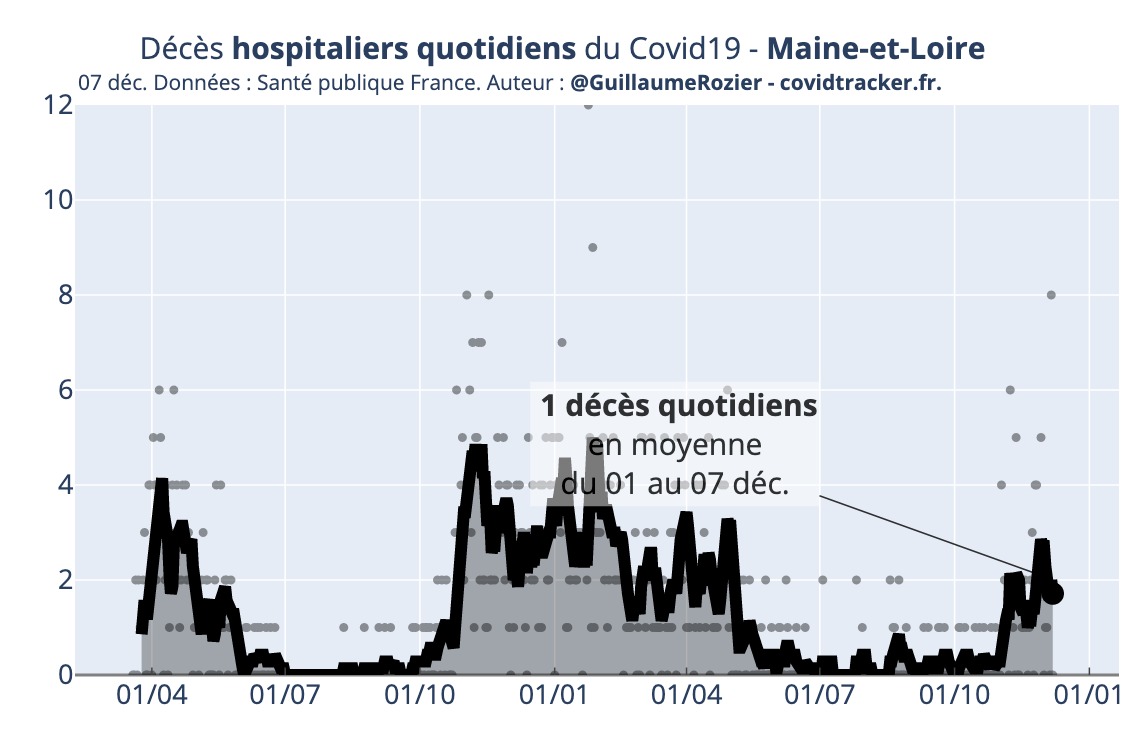 Décès hospitaliers quotidiens du Covid19 - Maine-et-Loire
07 déc. Données : Santé publique France. Auteur : @GuillaumeRozier - covidtracker.fr.
12
10
8
6
1 décès quotidiens
en moyenne
du 01 au 07 déc.
4
2
0
01/04 01/07 01/10 01/01 01/04 01/07 01/10 01/01